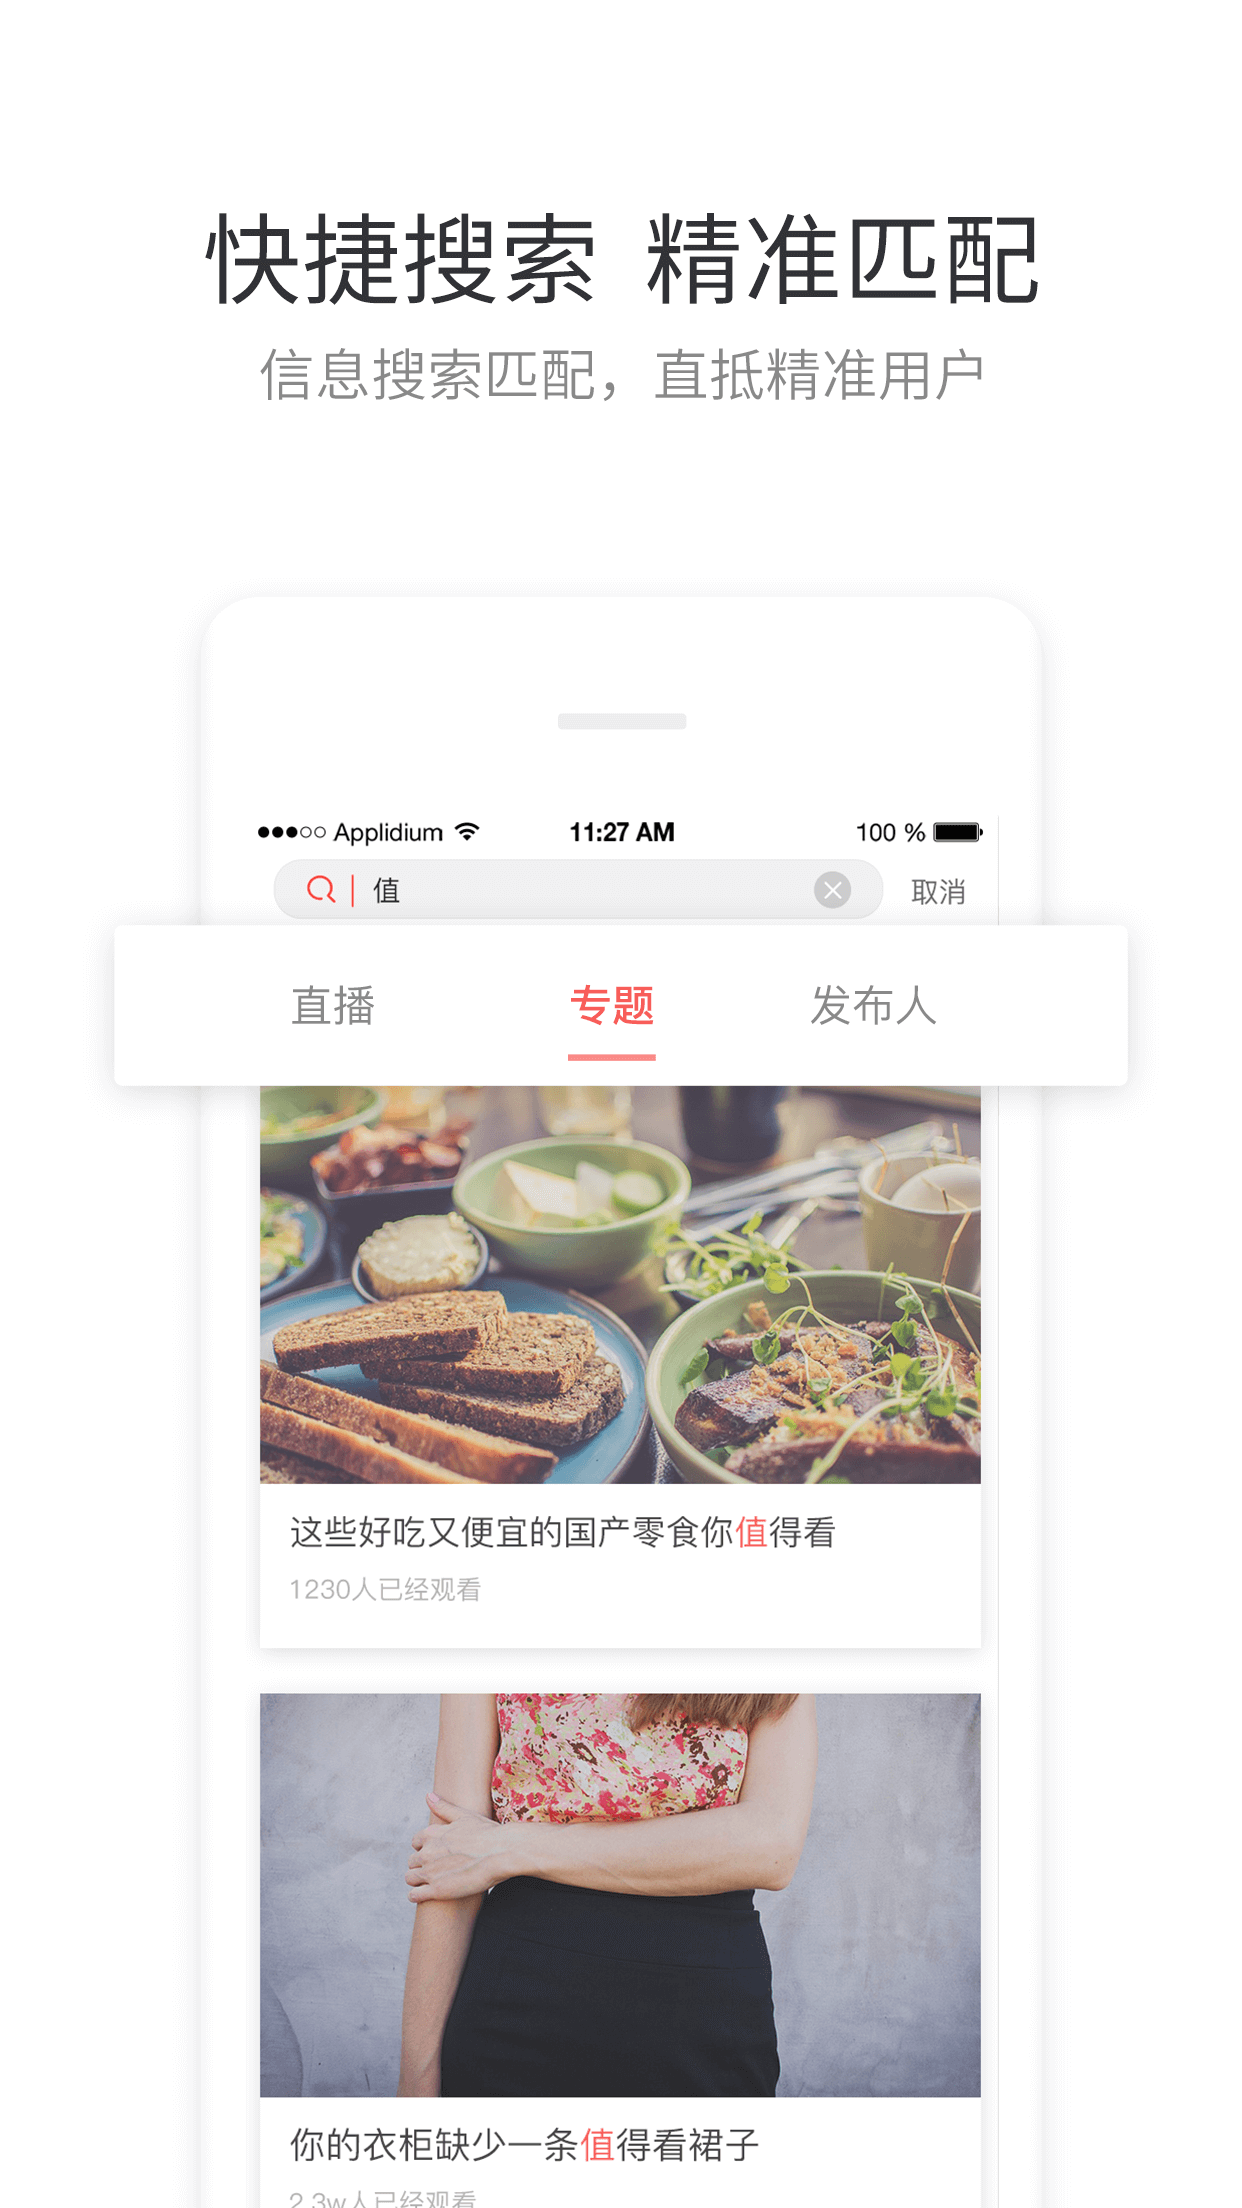 快捷搜索 精准匹配
信息搜索匹配，直抵精准用户
Applidium 11:27 AM 100 %
值 取消
直播 专题 发布人
这些好吃又便宜的国产零食你值得看
1230人已经观看
你的衣柜缺少一条值得看裙子
2.3w人已经观看